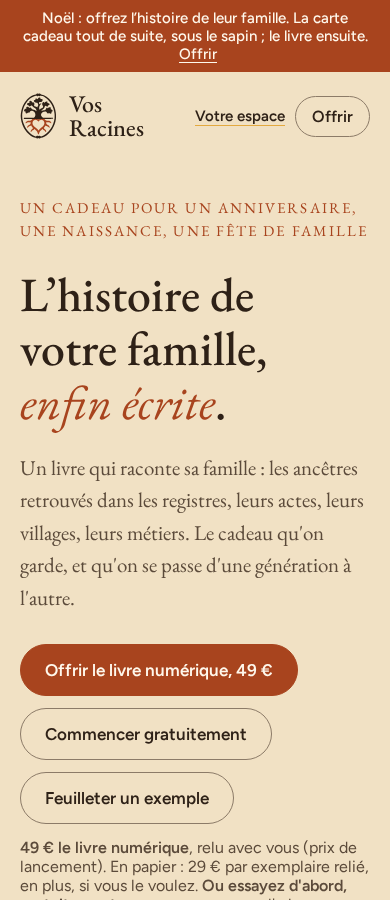 Noël : offrez l’histoire de leur famille. La carte
cadeau tout de suite, sous le sapin ; le livre ensuite.
Offrir
Vos
Racines
Votre espace
Offrir
UN CADEAU POUR UN ANNIVERSAIRE,
UNE NAISSANCE, UNE FÊTE DE FAMILLE
L’histoire de
votre famille,
enfin écrite.
Un livre qui raconte sa famille : les ancêtres
retrouvés dans les registres, leurs actes, leurs
villages, leurs métiers. Le cadeau qu'on
garde, et qu'on se passe d'une génération à
l'autre.
Offrir le livre numérique, 49 €
Commencer gratuitement
Feuilleter un exemple
49 € le livre numérique, relu avec vous (prix de
lancement). En papier : 29 € par exemplaire relié,
en plus, si vous le voulez. Ou essayez d'abord,